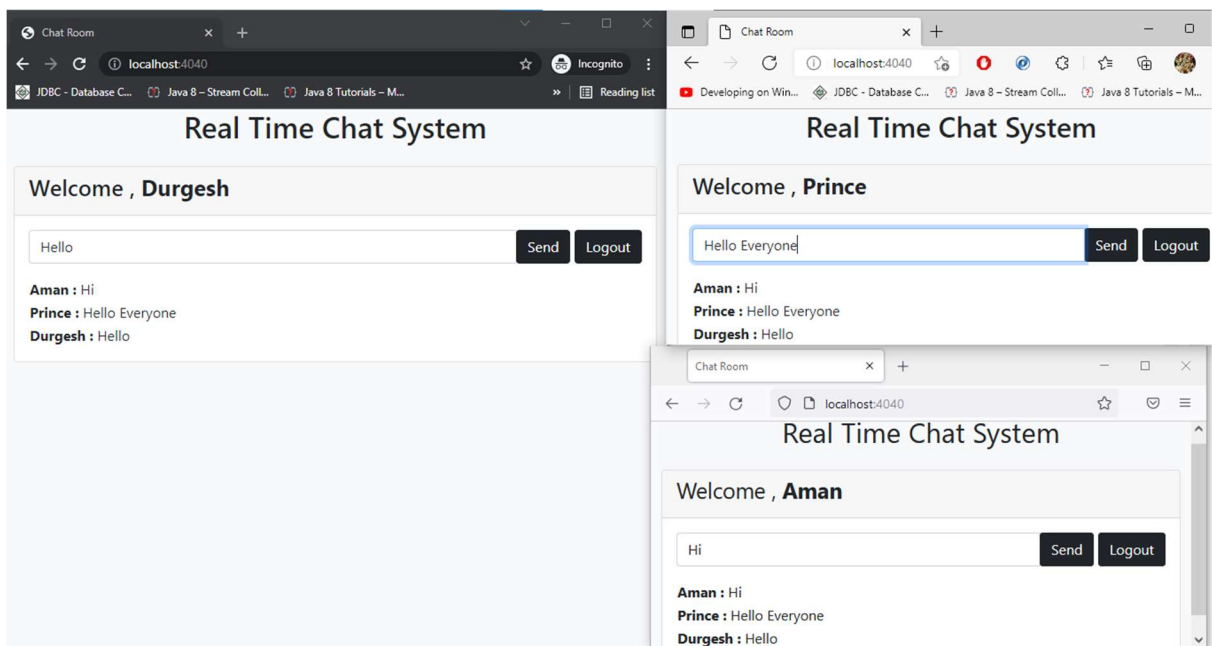 Chat Room
localhost:4040
Incognito
JDBC - Database C... Java 8 – Stream Coll... Java 8 Tutorials – M... » Reading list
Real Time Chat System
Welcome , Durgesh
Hello Send Logout
Aman : Hi
Prince : Hello Everyone
Durgesh : Hello
Chat Room
localhost:4040
Developing on Win... JDBC - Database C... Java 8 – Stream Coll... Java 8 Tutorials – M...
Real Time Chat System
Welcome , Prince
Hello Everyone Send Logout
Aman : Hi
Prince : Hello Everyone
Durgesh : Hello
Chat Room
localhost:4040
Real Time Chat System
Welcome , Aman
Hi Send Logout
Aman : Hi
Prince : Hello Everyone
Durgesh : Hello